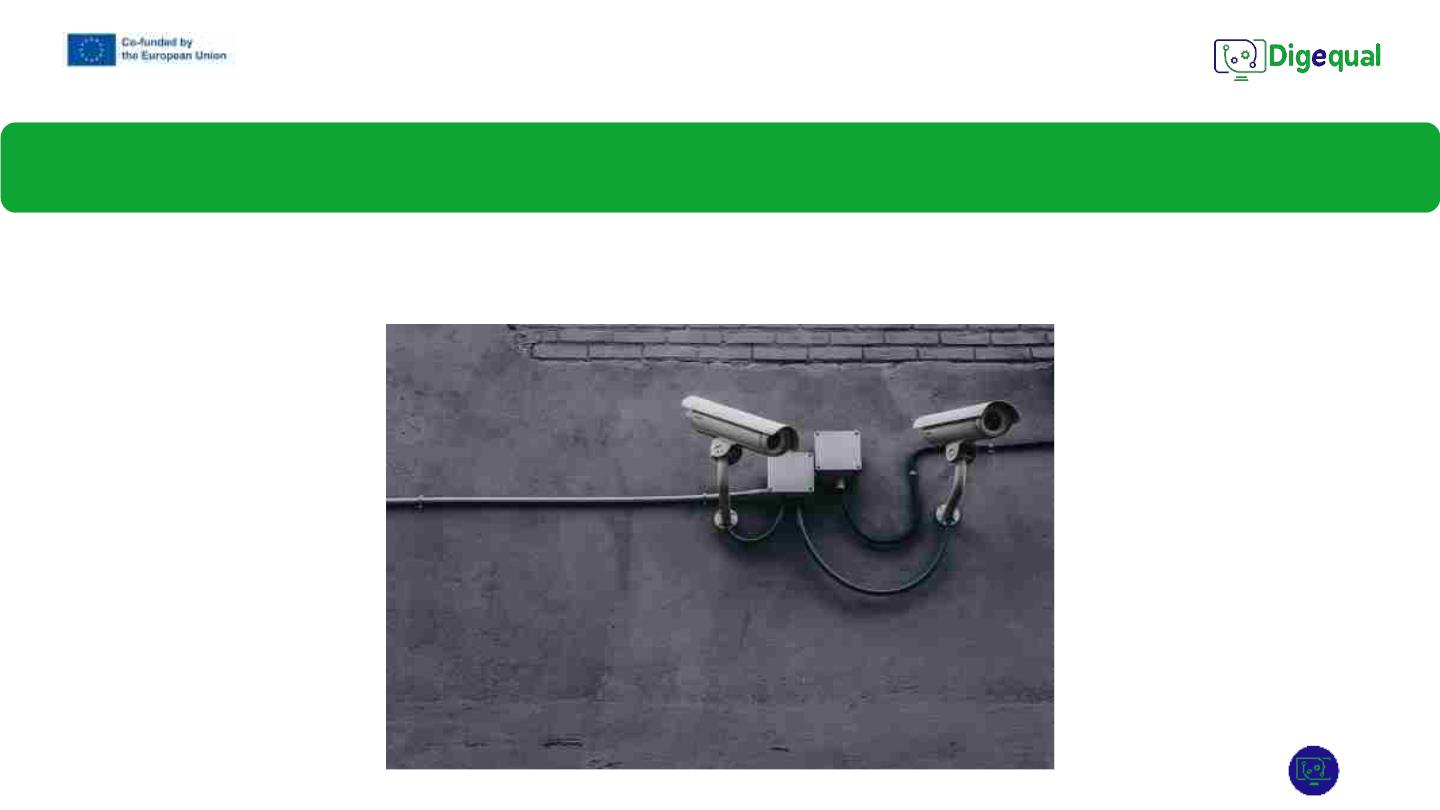 Co-funded by
the European Union
Digequal